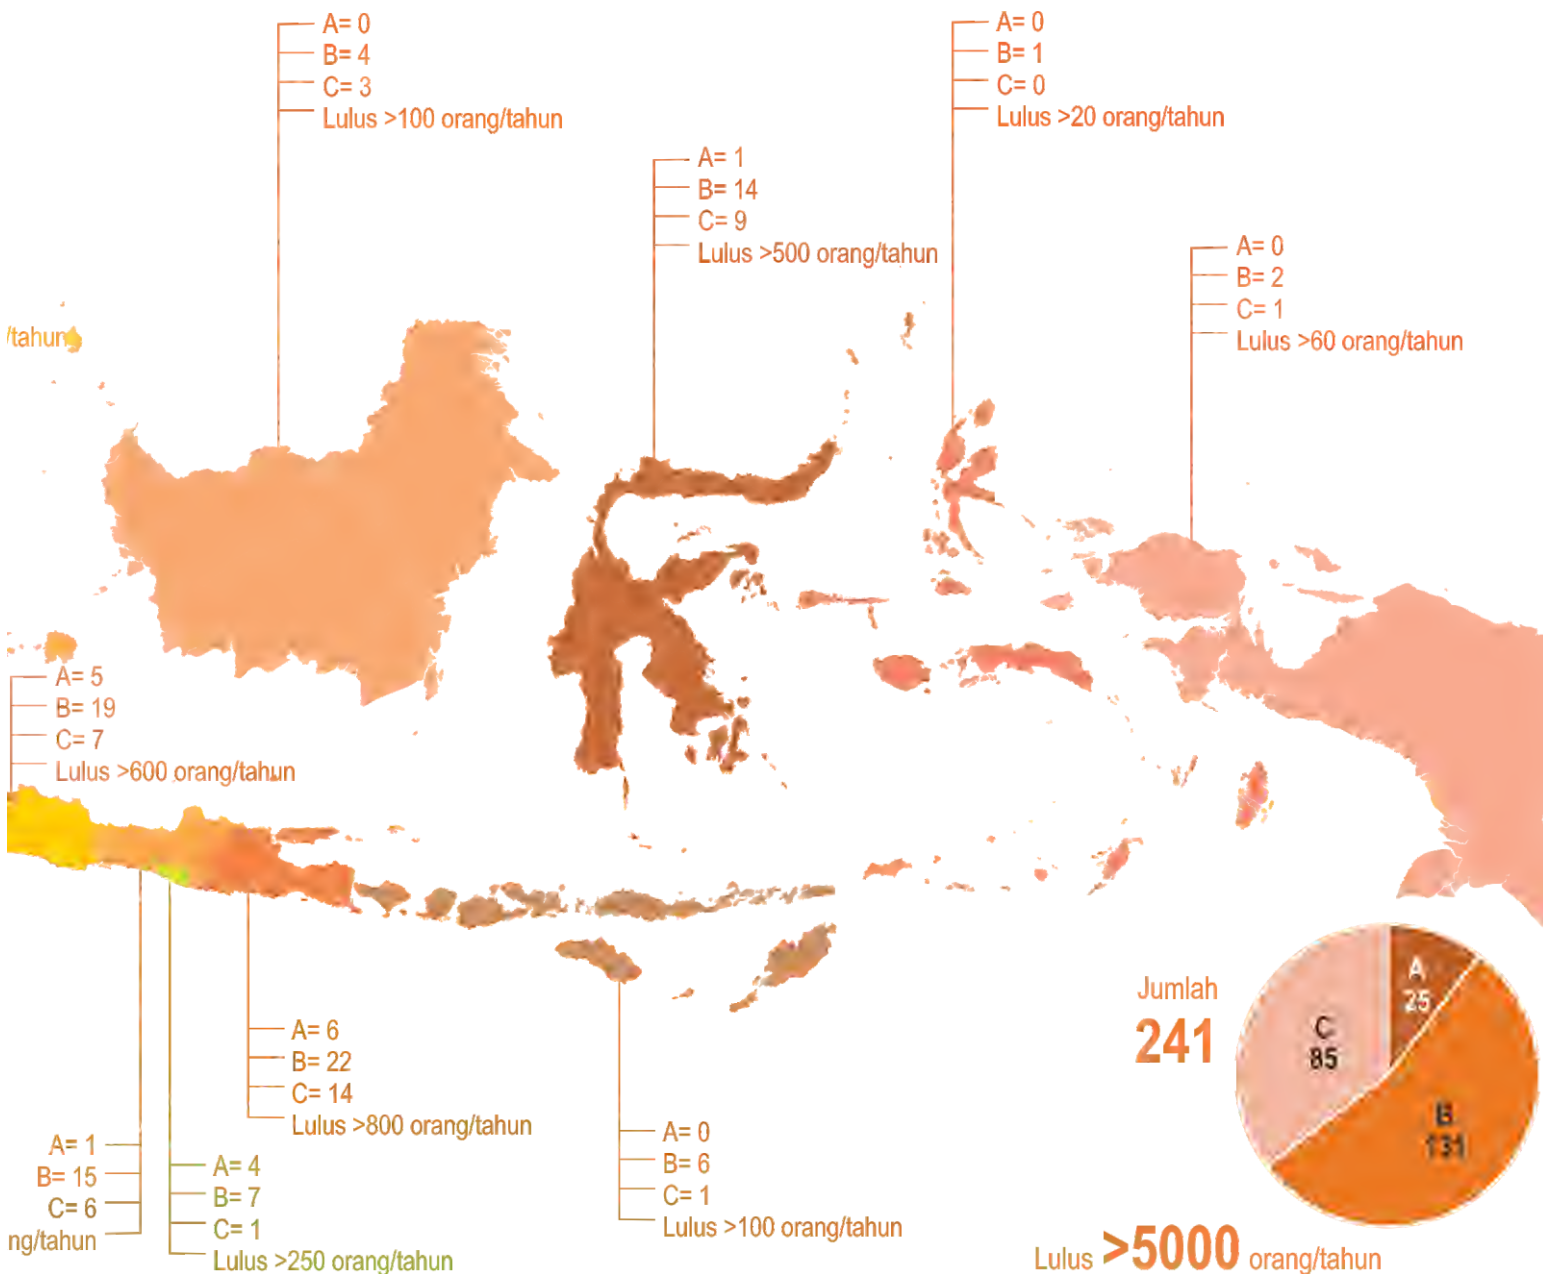 A= 0
B= 4
C= 3
Lulus >100 orang/tahun
A= 0
B= 1
C= 0
Lulus >20 orang/tahun
A= 1
B= 14
C= 9
Lulus >500 orang/tahun
A= 0
B= 2
C= 1
Lulus >60 orang/tahun
/tahun
A= 5
B= 19
C= 7
Lulus >600 orang/tahun
A= 6
B= 22
C= 14
Lulus >800 orang/tahun
A= 1
B= 15
C= 6
ng/tahun
A= 4
B= 7
C= 1
Lulus >250 orang/tahun
A= 0
B= 6
C= 1
Lulus >100 orang/tahun
Jumlah
241
A
25
C
85
B
131
Lulus >5000 orang/tahun